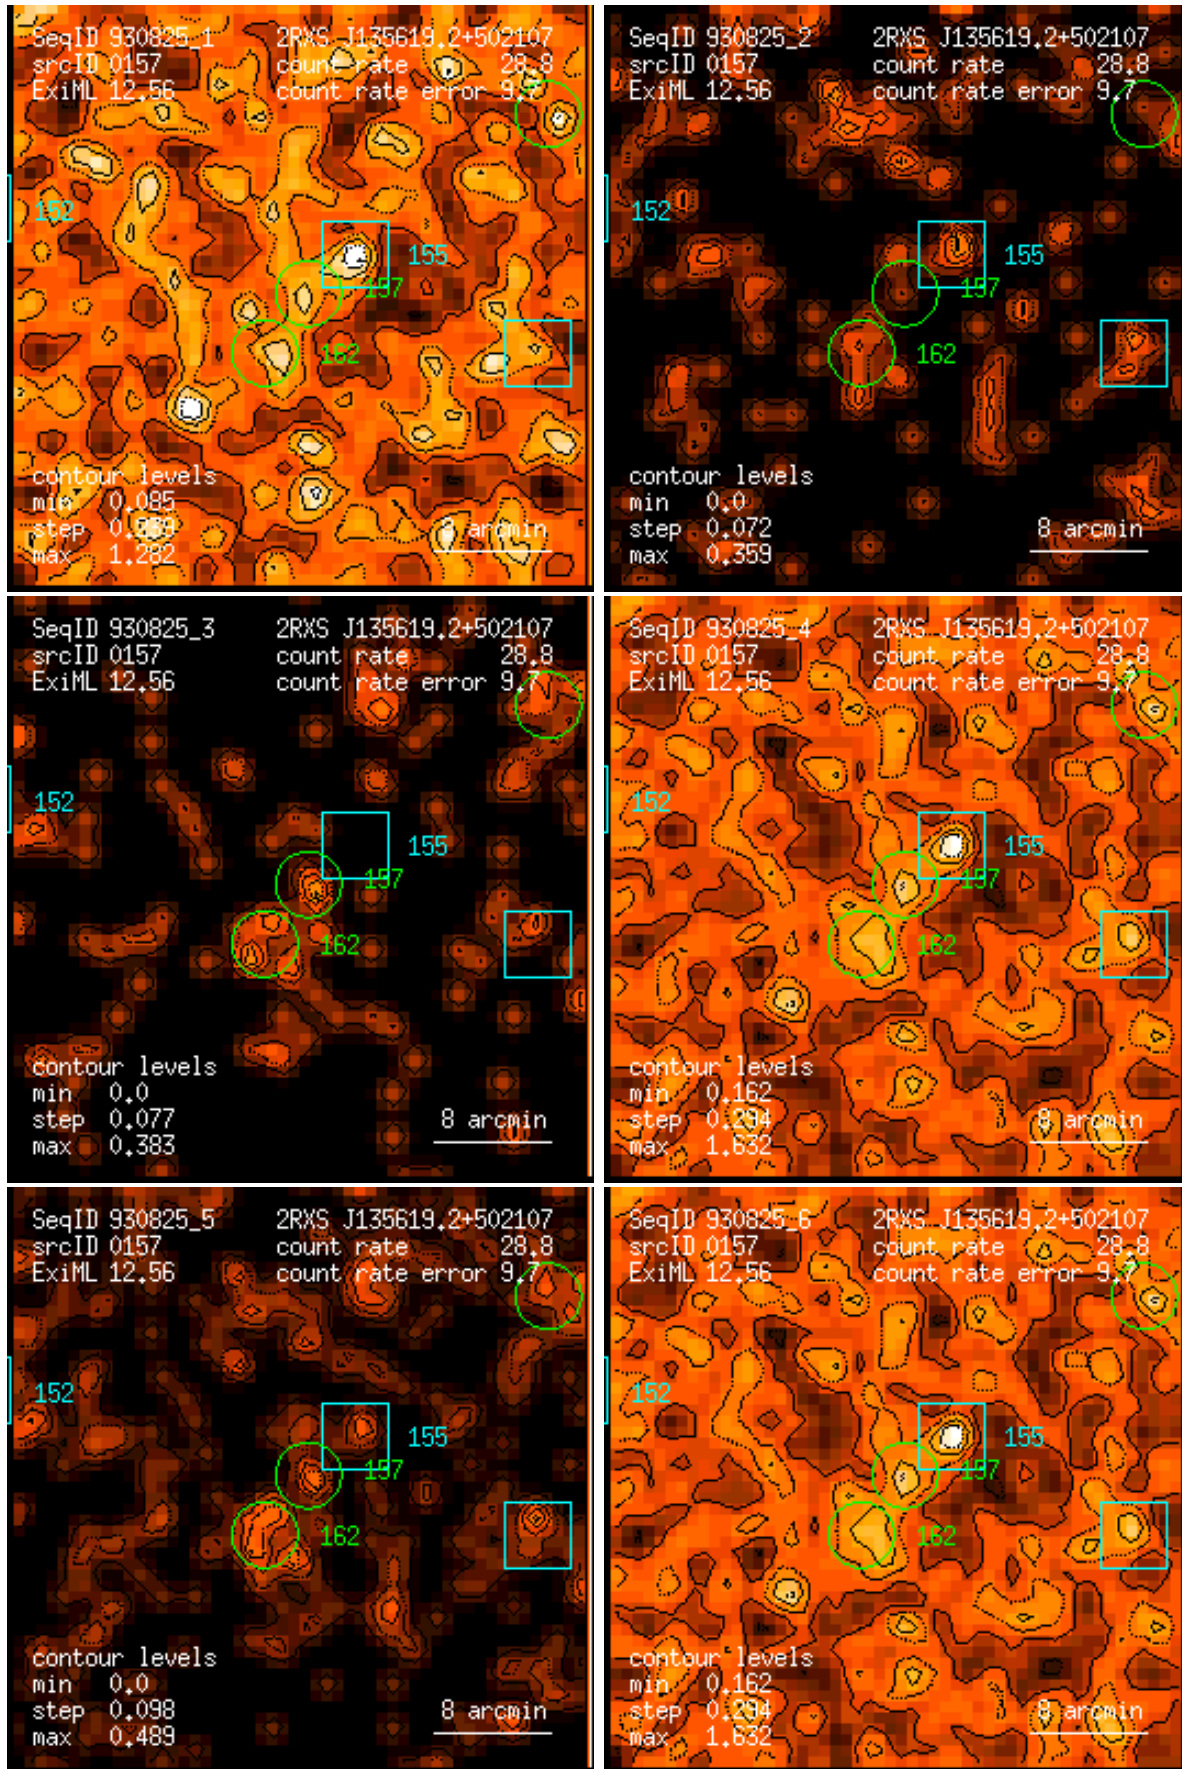 SeqID 930825_1 2RXS J135619.2+502107
srcID 0157 count rate 28.8
ExiML 12.56 count rate error 9.7
152
155
157
162
contour levels
min 0.085
step 0.239
max 1.282
8 arcmin
SeqID 930825_2 2RXS J135619.2+502107
srcID 0157 count rate 28.8
ExiML 12.56 count rate error 9.7
152
155
157
162
contour levels
min 0.0
step 0.072
max 0.359
8 arcmin
SeqID 930825_3 2RXS J135619.2+502107
srcID 0157 count rate 28.8
ExiML 12.56 count rate error 9.7
152
155
157
162
contour levels
min 0.0
step 0.077
max 0.383
8 arcmin
SeqID 930825_4 2RXS J135619.2+502107
srcID 0157 count rate 28.8
ExiML 12.56 count rate error 9.7
152
155
157
162
contour levels
min 0.162
step 0.294
max 1.632
8 arcmin
SeqID 930825_5 2RXS J135619.2+502107
srcID 0157 count rate 28.8
ExiML 12.56 count rate error 9.7
152
155
157
162
contour levels
min 0.0
step 0.098
max 0.489
8 arcmin
SeqID 930825_6 2RXS J135619.2+502107
srcID 0157 count rate 28.8
ExiML 12.56 count rate error 9.7
152
155
157
162
contour levels
min 0.162
step 0.294
max 1.632
8 arcmin